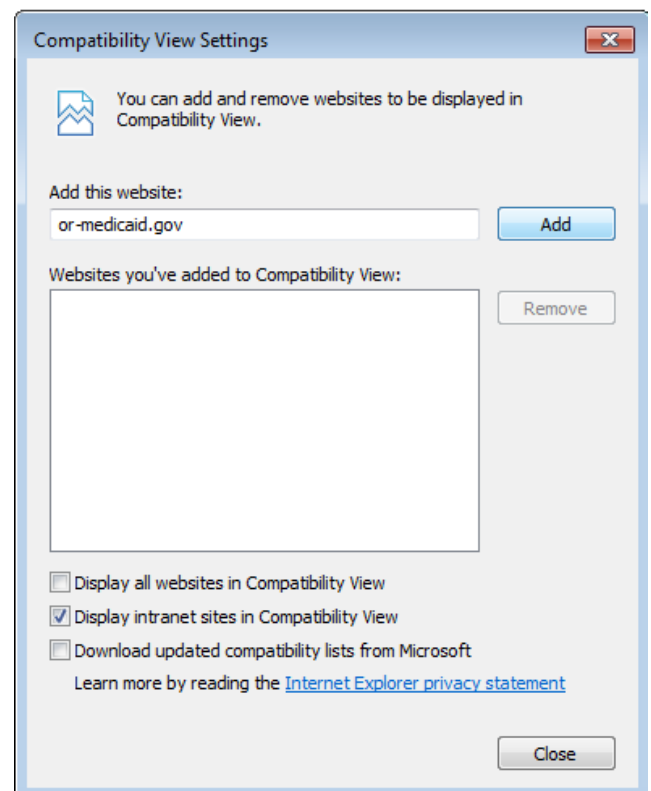 Compatibility View Settings
You can add and remove websites to be displayed in
Compatibility View.
Add this website:
or-medicaid.gov
Add
Websites you've added to Compatibility View:
Remove
Display all websites in Compatibility View
Display intranet sites in Compatibility View
Download updated compatibility lists from Microsoft
Learn more by reading the Internet Explorer privacy statement
Close